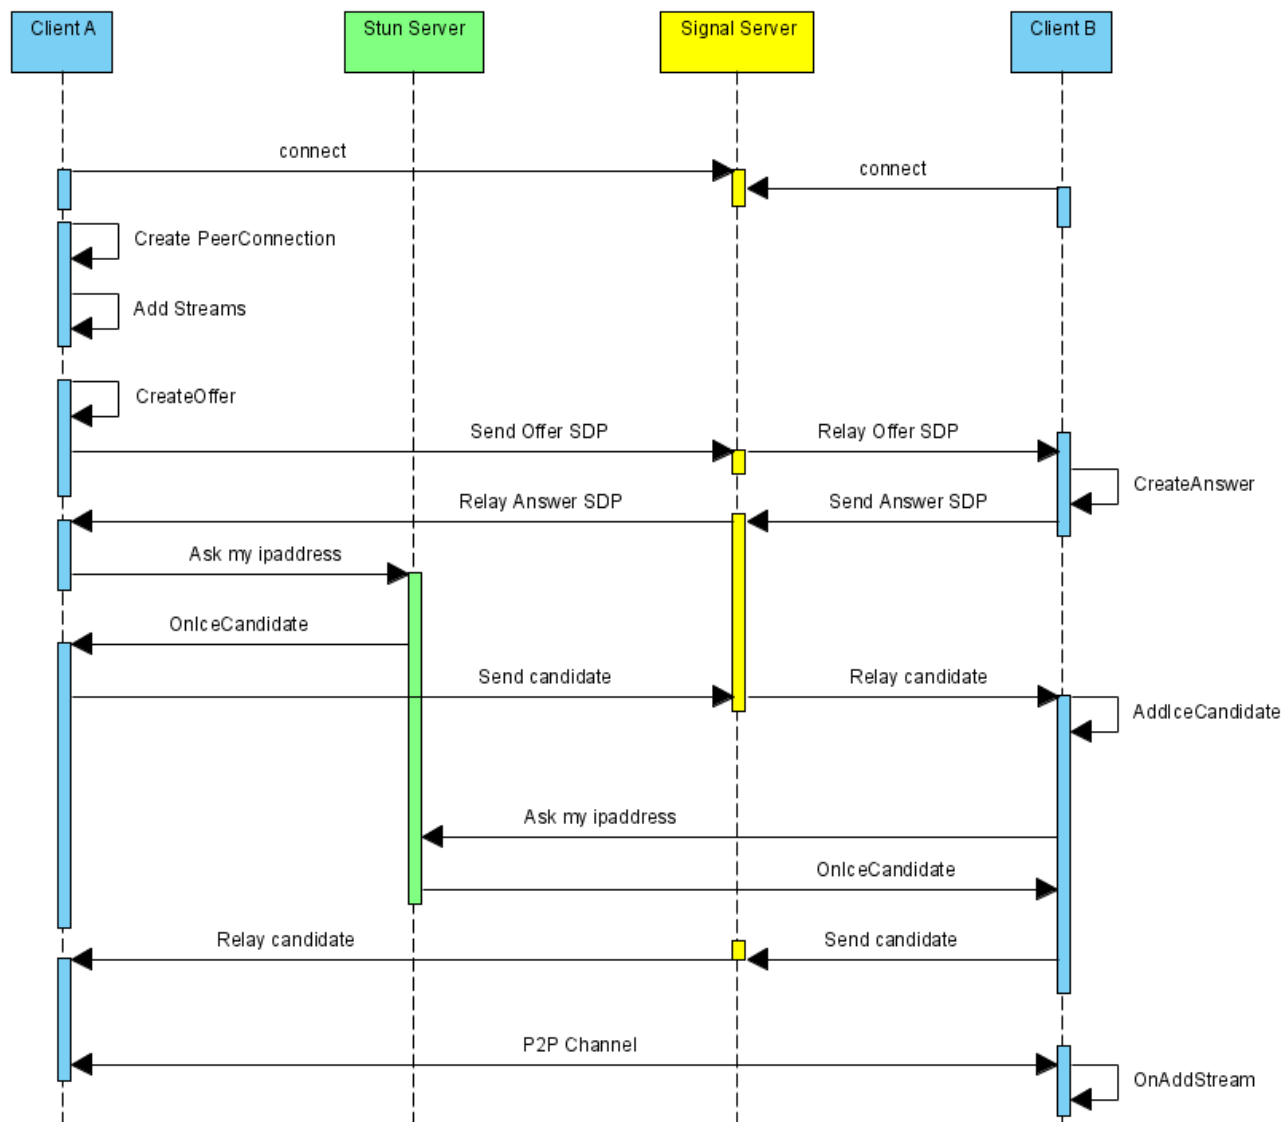 Client A
Stun Server
Signal Server
Client B
connect
connect
Create PeerConnection
Add Streams
CreateOffer
Send Offer SDP
Relay Offer SDP
CreateAnswer
Relay Answer SDP
Send Answer SDP
Ask my ipaddress
OnIceCandidate
Send candidate
Relay candidate
AddIceCandidate
Ask my ipaddress
OnIceCandidate
Relay candidate
Send candidate
P2P Channel
OnAddStream